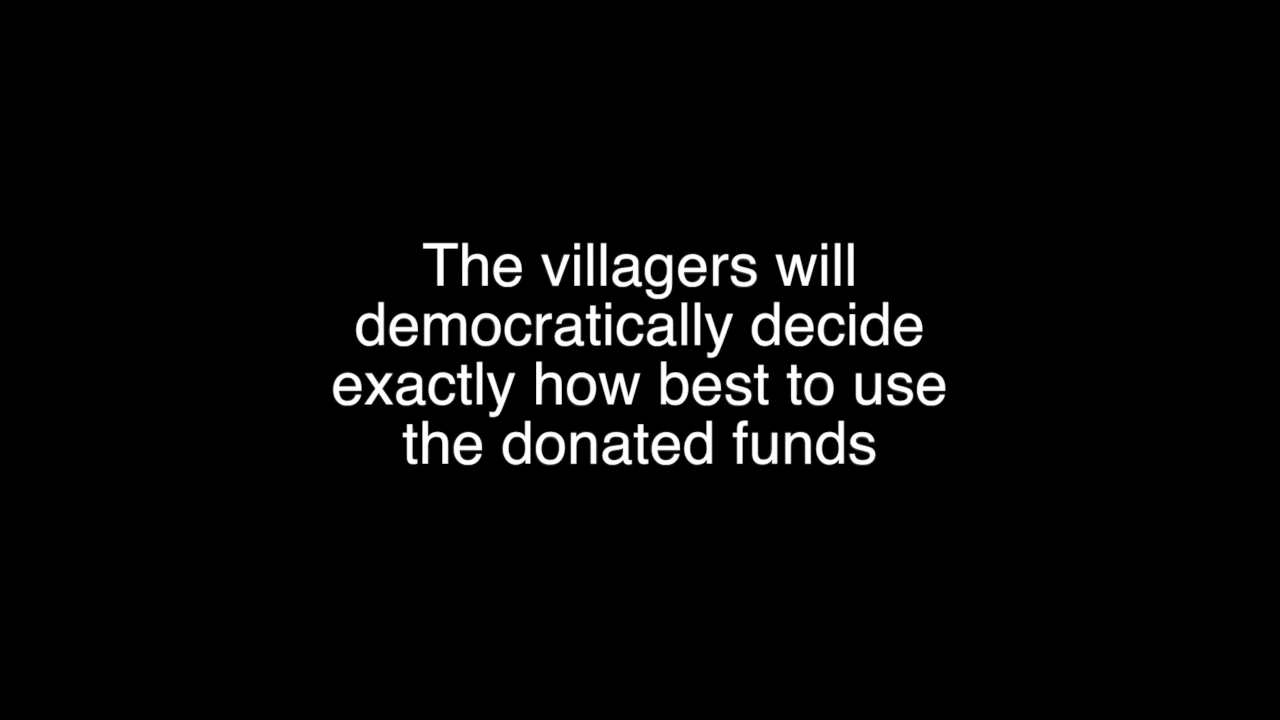 The villagers will
democratically decide
exactly how best to use
the donated funds